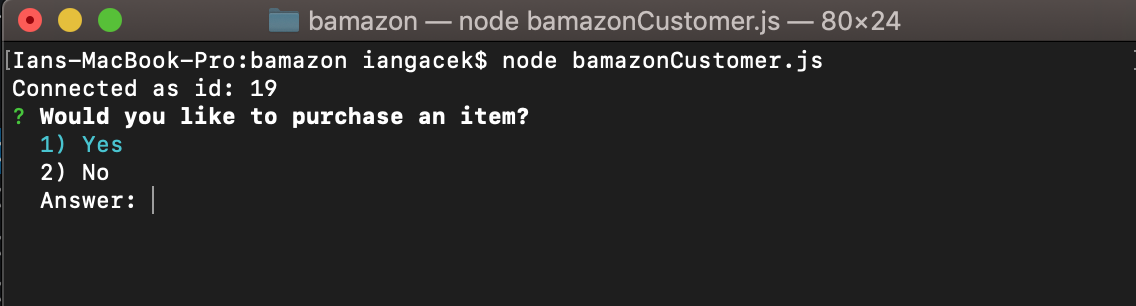 bamazon — node bamazonCustomer.js — 80×24
[Ians-MacBook-Pro:bamazon iangacek$ node bamazonCustomer.js ]
Connected as id: 19
? Would you like to purchase an item?
1) Yes
2) No
Answer: